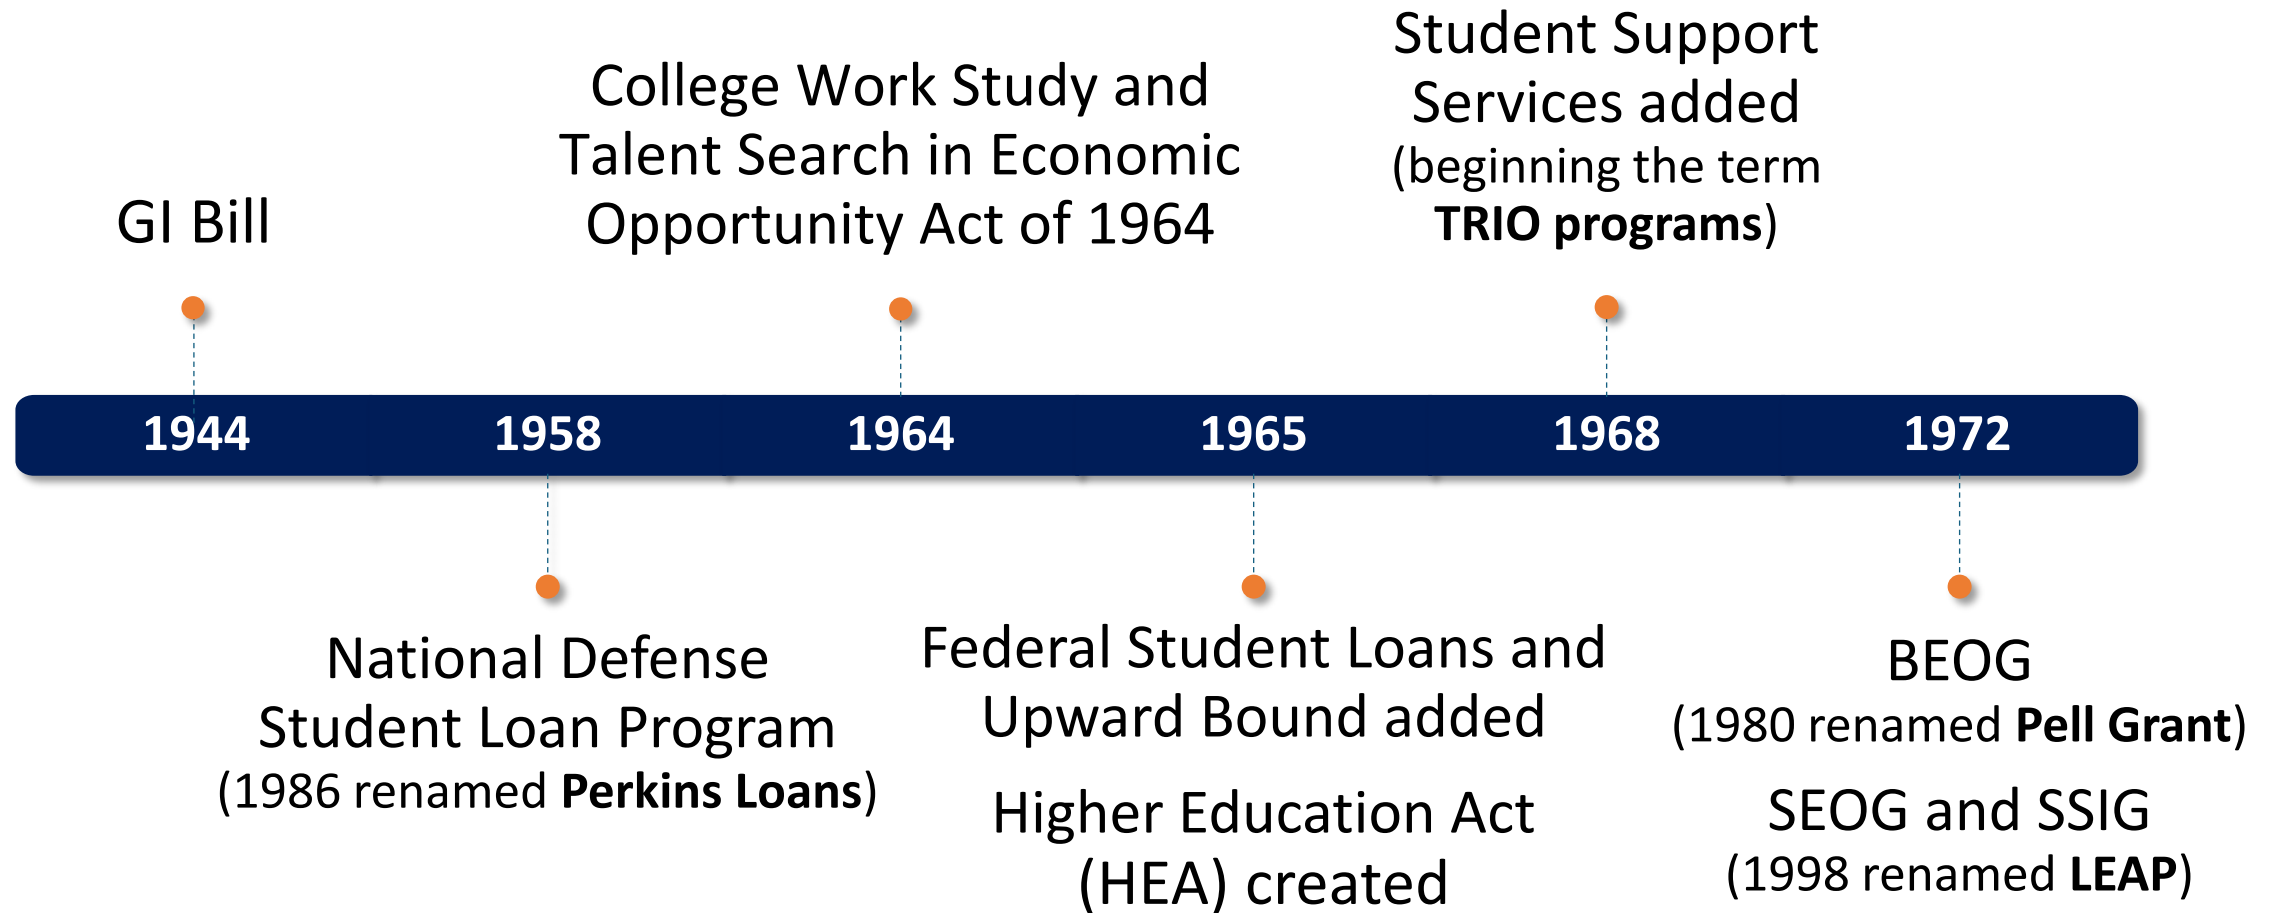 GI Bill
College Work Study and
Talent Search in Economic
Opportunity Act of 1964
Student Support
Services added
(beginning the term
TRIO programs)
1944 1958 1964 1965 1968 1972
National Defense
Student Loan Program
(1986 renamed Perkins Loans)
Federal Student Loans and
Upward Bound added
Higher Education Act
(HEA) created
BEOG
(1980 renamed Pell Grant)
SEOG and SSIG
(1998 renamed LEAP)